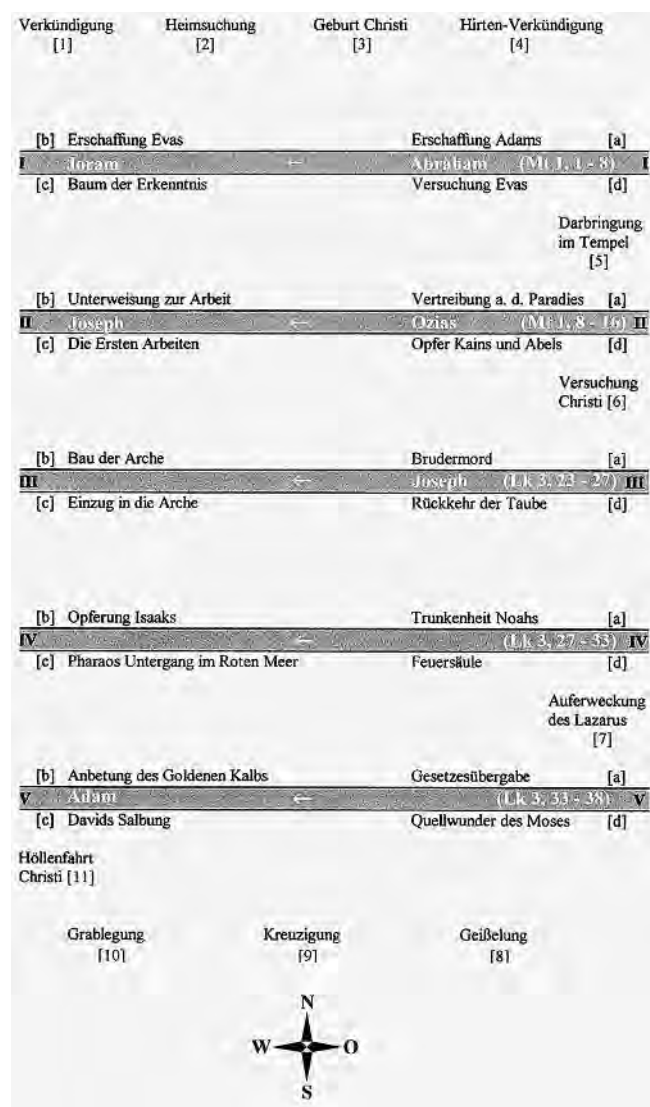 Verkündigung Heimsuchung Geburt Christi Hirten-Verkündigung
[1] [2] [3] [4]
[b] Erschaffung Evas Erschaffung Adams [a]
I Joram ← Abraham (Mt 1, 1 - 8) I
[c] Baum der Erkenntnis Versuchung Evas [d]
Darbringung
im Tempel
[5]
[b] Unterweisung zur Arbeit Vertreibung a. d. Paradies [a]
II Joseph ← Ozias (Mt 1, 8 - 16) II
[c] Die Ersten Arbeiten Opfer Kains und Abels [d]
Versuchung
Christi [6]
[b] Bau der Arche Brudermord [a]
III ← Joseph (Lk 3, 23 - 27) III
[c] Einzug in die Arche Rückkehr der Taube [d]
[b] Opferung Isaaks Trunkenheit Noahs [a]
IV ← (Lk 3, 27 - 33) IV
[c] Pharaos Untergang im Roten Meer Feuersäule [d]
Auferweckung
des Lazarus
[7]
[b] Anbetung des Goldenen Kalbs Gesetzesübergabe [a]
V Adam ← (Lk 3, 33 - 38) V
[c] Davids Salbung Quellwunder des Moses [d]
Höllenfahrt
Christi [11]
Grablegung Kreuzigung Geißelung
[10] [9] [8]
N
W O
S